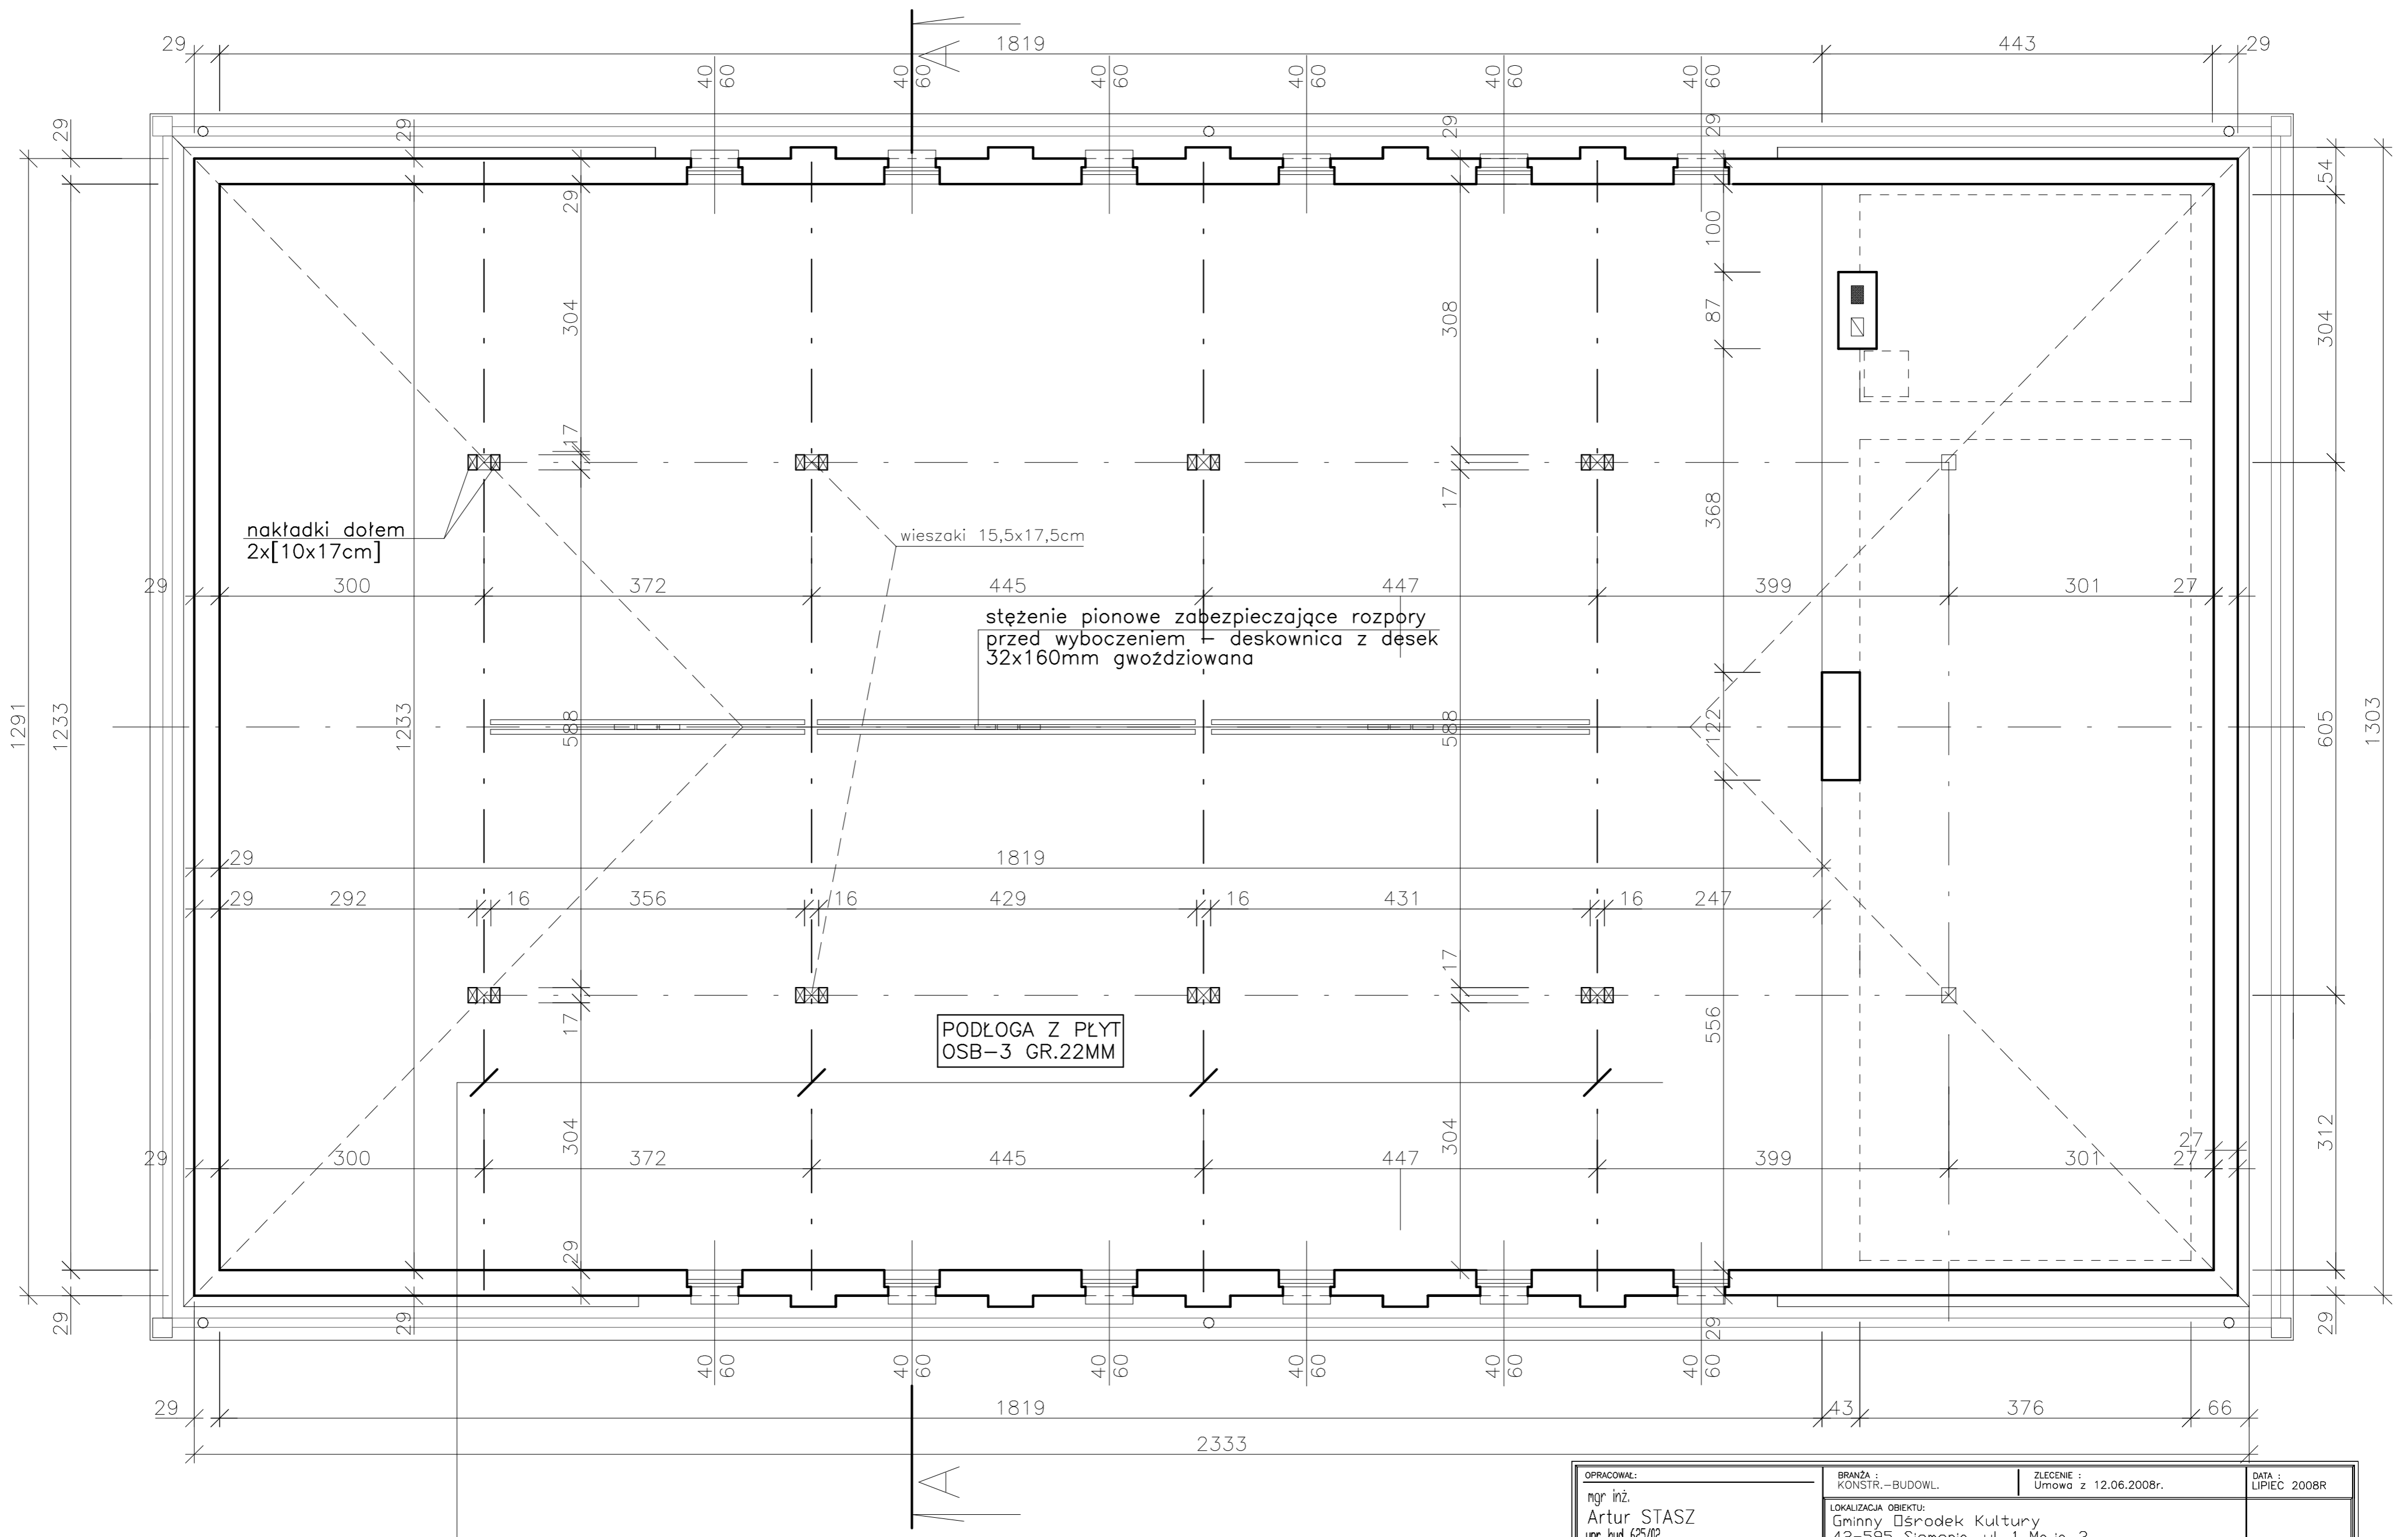 29 1819 443 29
40 60 40 60 40 60 40 60 40 60 40 60
A
29 29 29 29
54
29 100
304 308 87 304
17
17 368
nakładki dołem
2x[10x17cm]
wieszaki 15,5x17,5cm
29 300 372 445 447 399 301 27
stężenie pionowe zabezpieczające rozpory
przed wyboczeniem – deskownica z desek
32x160mm gwoździowana
1291 1233 1233 588 588 122 605 1303
29 1819
29 292 16 356 16 429 16 431 16 247
17
17 556
PODŁOGA Z PŁYT
OSB–3 GR.22MM
304 304 312
27
29 300 372 445 447 399 301 27
29
29 29 29 29
40 60 40 60 40 60 40 60 40 60 40 60
29 1819 43 376 66
2333
A
OPRACOWAŁ:
mgr inż.
Artur STASZ
upr. bud. 625/02
BRANŻA :
KONSTR.–BUDOWL.
ZLECENIE :
Umowa z 12.06.2008r.
DATA :
LIPIEC 2008R
LOKALIZACJA OBIEKTU:
Gminny Ośrodek Kultury